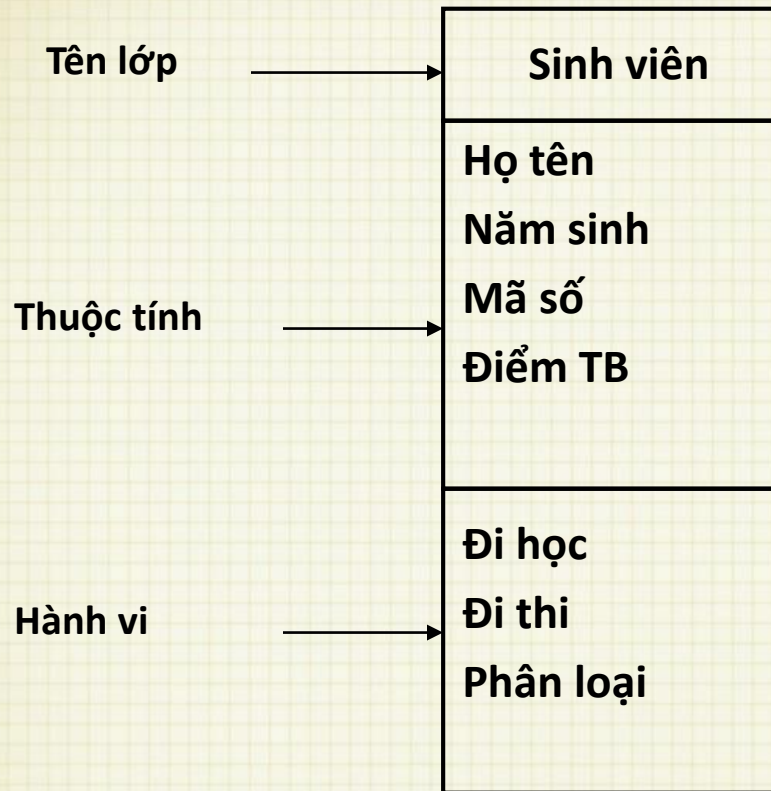 Tên lớp
Sinh viên
Họ tên
Năm sinh
Mã số
Thuộc tính
Điểm TB
Đi học
Đi thi
Hành vi
Phân loại